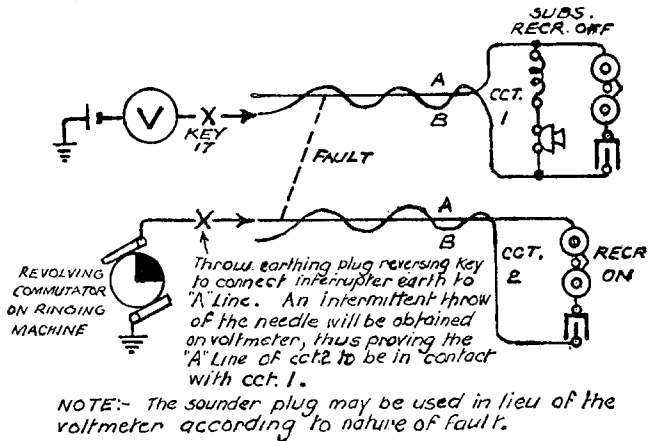 SUBS.
RECR. OFF
A
B
CCT.
1
V
X
KEY
17
FAULT
A
B
X
CCT.
2
RECR
ON
REVOLVING
COMMUTATOR
ON RINGING
MACHINE
Throw earthing plug reversing key
to connect interrupter earth to
"A" Line. An intermittent throw
of the needle will be obtained
on voltmeter, thus proving the
"A" Line of cct.2 to be in contact
with cct. 1.
NOTE:- The sounder plug may be used in lieu of the
voltmeter according to nature of fault.